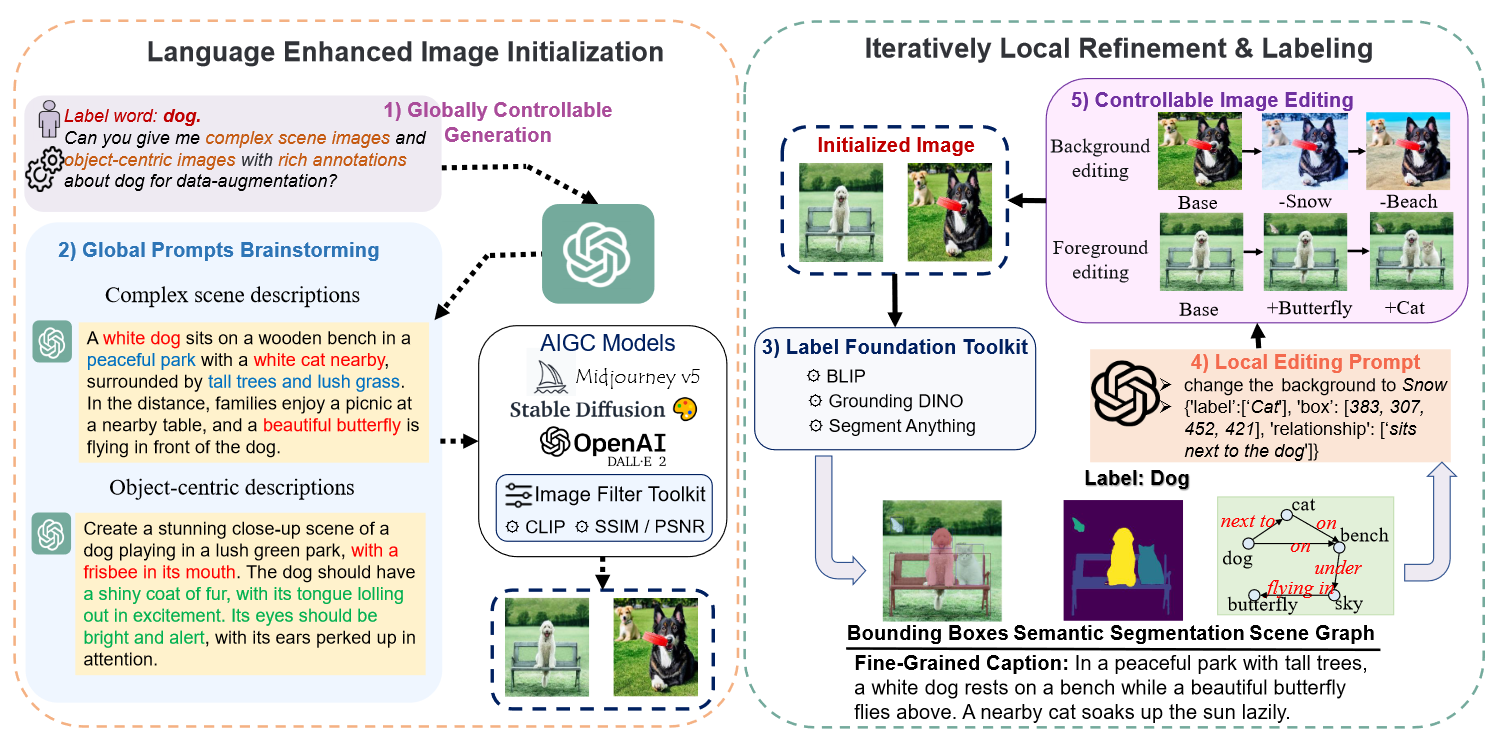 Language Enhanced Image Initialization
Label word: dog.
Can you give me complex scene images and
object-centric images with rich annotations
about dog for data-augmentation?
1) Globally Controllable
Generation
2) Global Prompts Brainstorming
Complex scene descriptions
A white dog sits on a wooden bench in a
peaceful park with a white cat nearby,
surrounded by tall trees and lush grass.
In the distance, families enjoy a picnic at
a nearby table, and a beautiful butterfly is
flying in front of the dog.
Object-centric descriptions
Create a stunning close-up scene of a
dog playing in a lush green park, with a
frisbee in its mouth. The dog should have
a shiny coat of fur, with its tongue lolling
out in excitement. Its eyes should be
bright and alert, with its ears perked up in
attention.
AIGC Models
Midjourney v5
Stable Diffusion
OpenAI
DALL·E 2
Image Filter Toolkit
CLIP
SSIM / PSNR
Iteratively Local Refinement & Labeling
Initialized Image
5) Controllable Image Editing
Background
editing
Base
-Snow
-Beach
Foreground
editing
Base
+Butterfly
+Cat
3) Label Foundation Toolkit
BLIP
Grounding DINO
Segment Anything
4) Local Editing Prompt
change the background to Snow
{'label':['Cat'], 'box': [383, 307,
452, 421], 'relationship': ['sits
next to the dog']}
Label: Dog
cat
next to
on
bench
dog
on
under
flying in
butterfly
sky
Bounding Boxes Semantic Segmentation Scene Graph
Fine-Grained Caption: In a peaceful park with tall trees,
a white dog rests on a bench while a beautiful butterfly
flies above. A nearby cat soaks up the sun lazily.